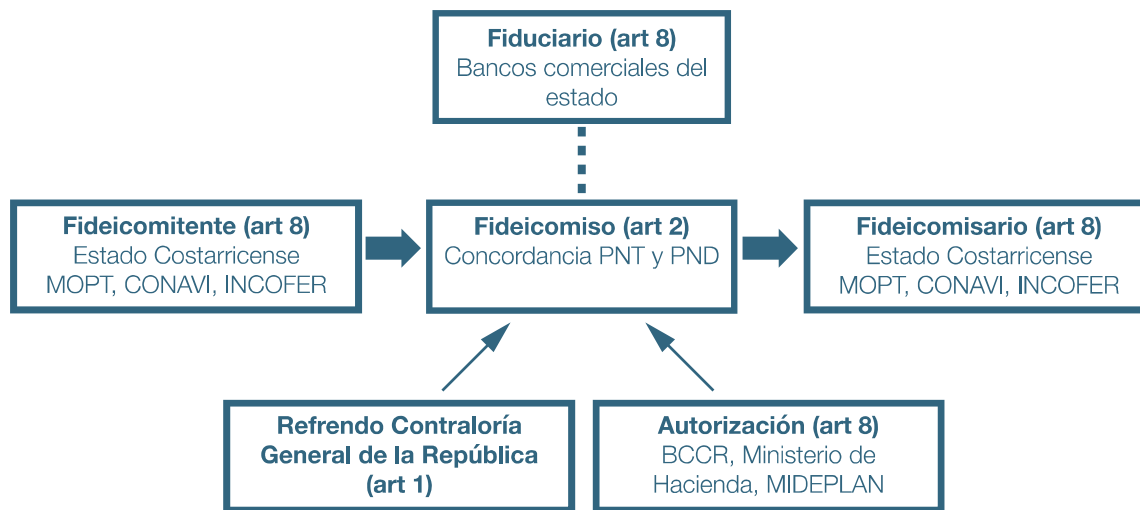 Fiduciario (art 8)
Bancos comerciales del
estado
Fideicomitente (art 8)
Estado Costarricense
MOPT, CONAVI, INCOFER
Fideicomiso (art 2)
Concordancia PNT y PND
Fideicomisario (art 8)
Estado Costarricense
MOPT, CONAVI, INCOFER
Refrendo Contraloría
General de la República
(art 1)
Autorización (art 8)
BCCR, Ministerio de
Hacienda, MIDEPLAN